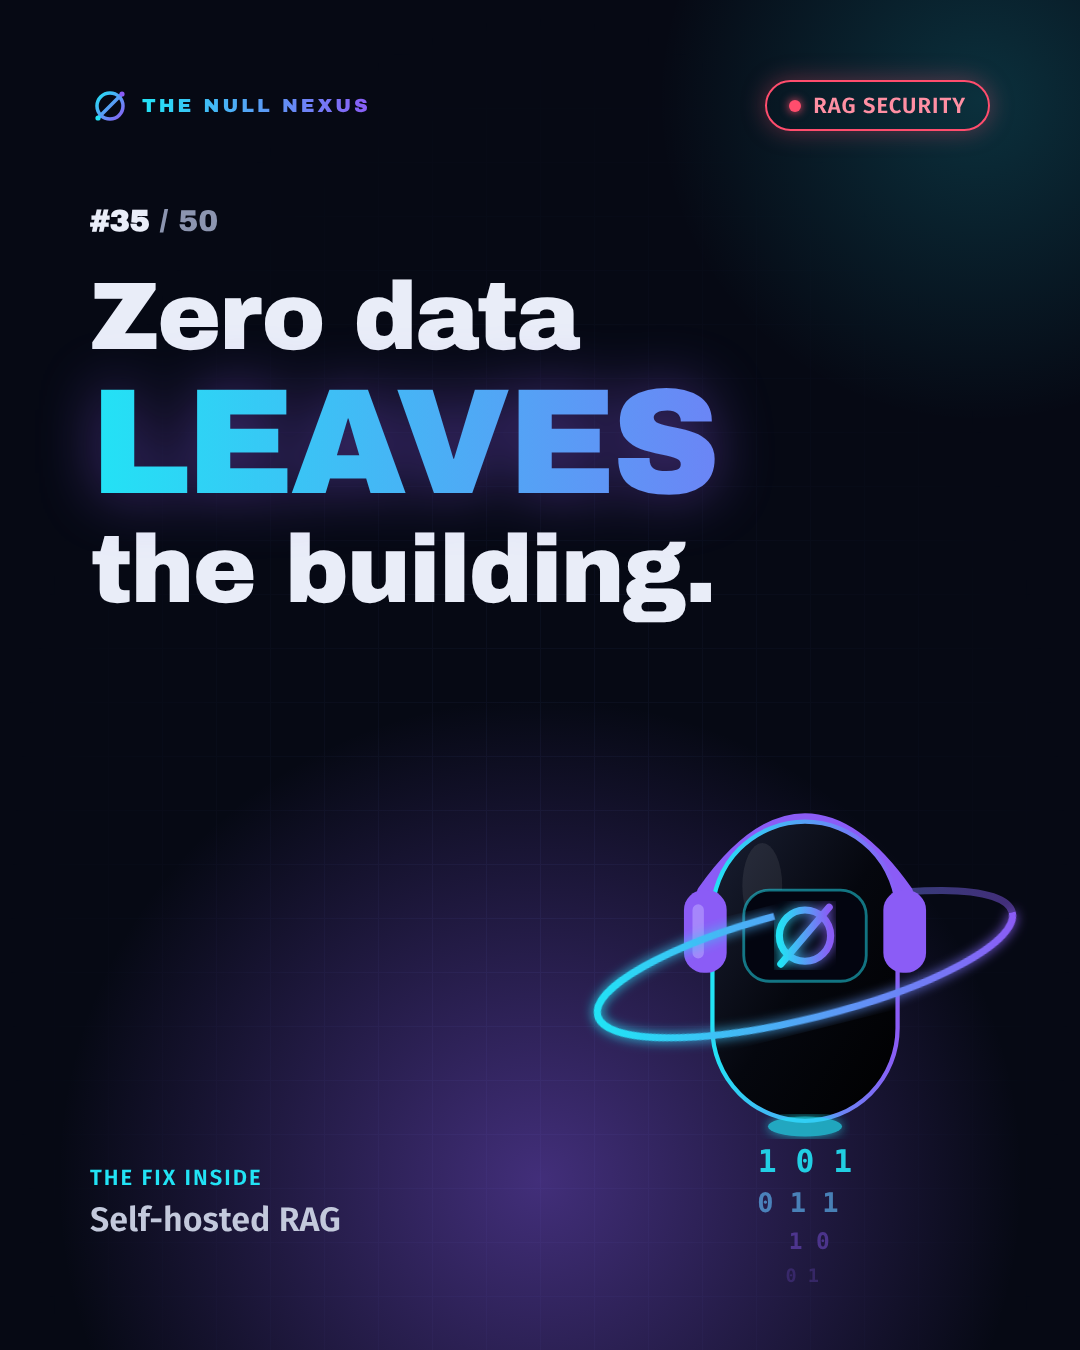 THE NULL NEXUS
RAG SECURITY
#35 / 50
Zero data
LEAVES
the building.
THE FIX INSIDE
Self-hosted RAG
1 0 1
0 1 1
1 0
0 1